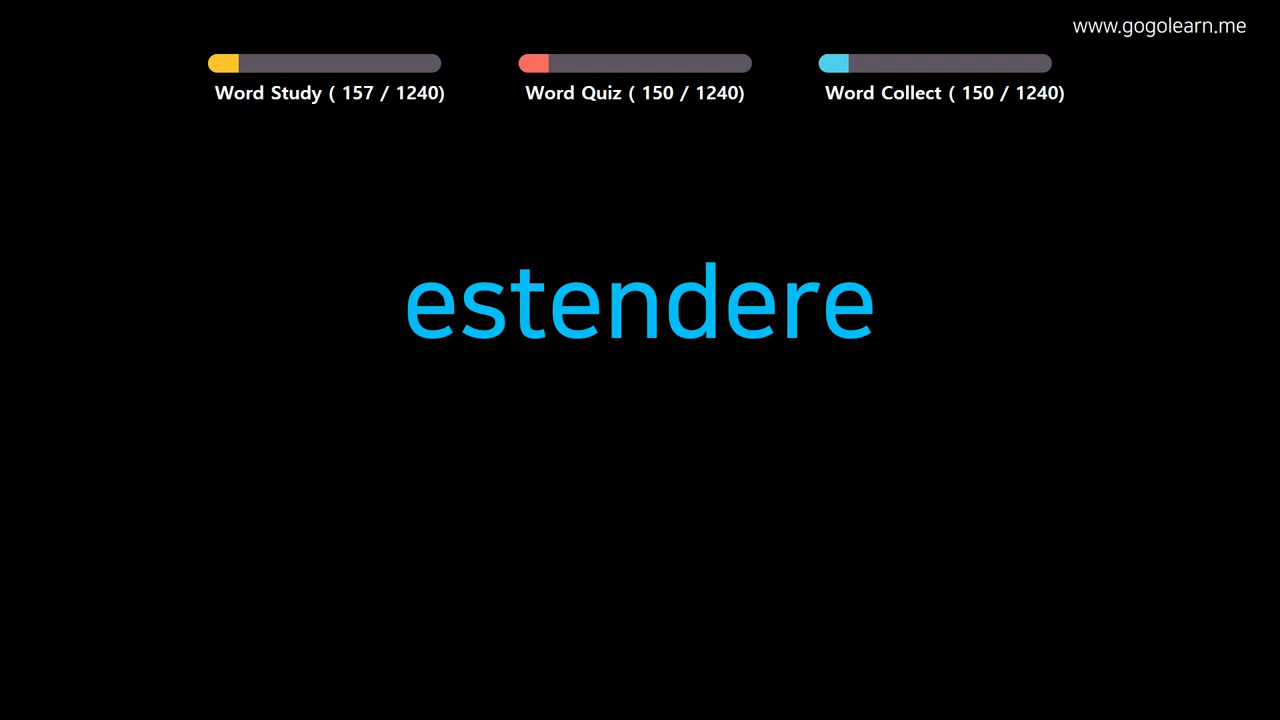 www.gogolearn.me
Word Study ( 157 / 1240)
Word Quiz ( 150 / 1240)
Word Collect ( 150 / 1240)
estendere